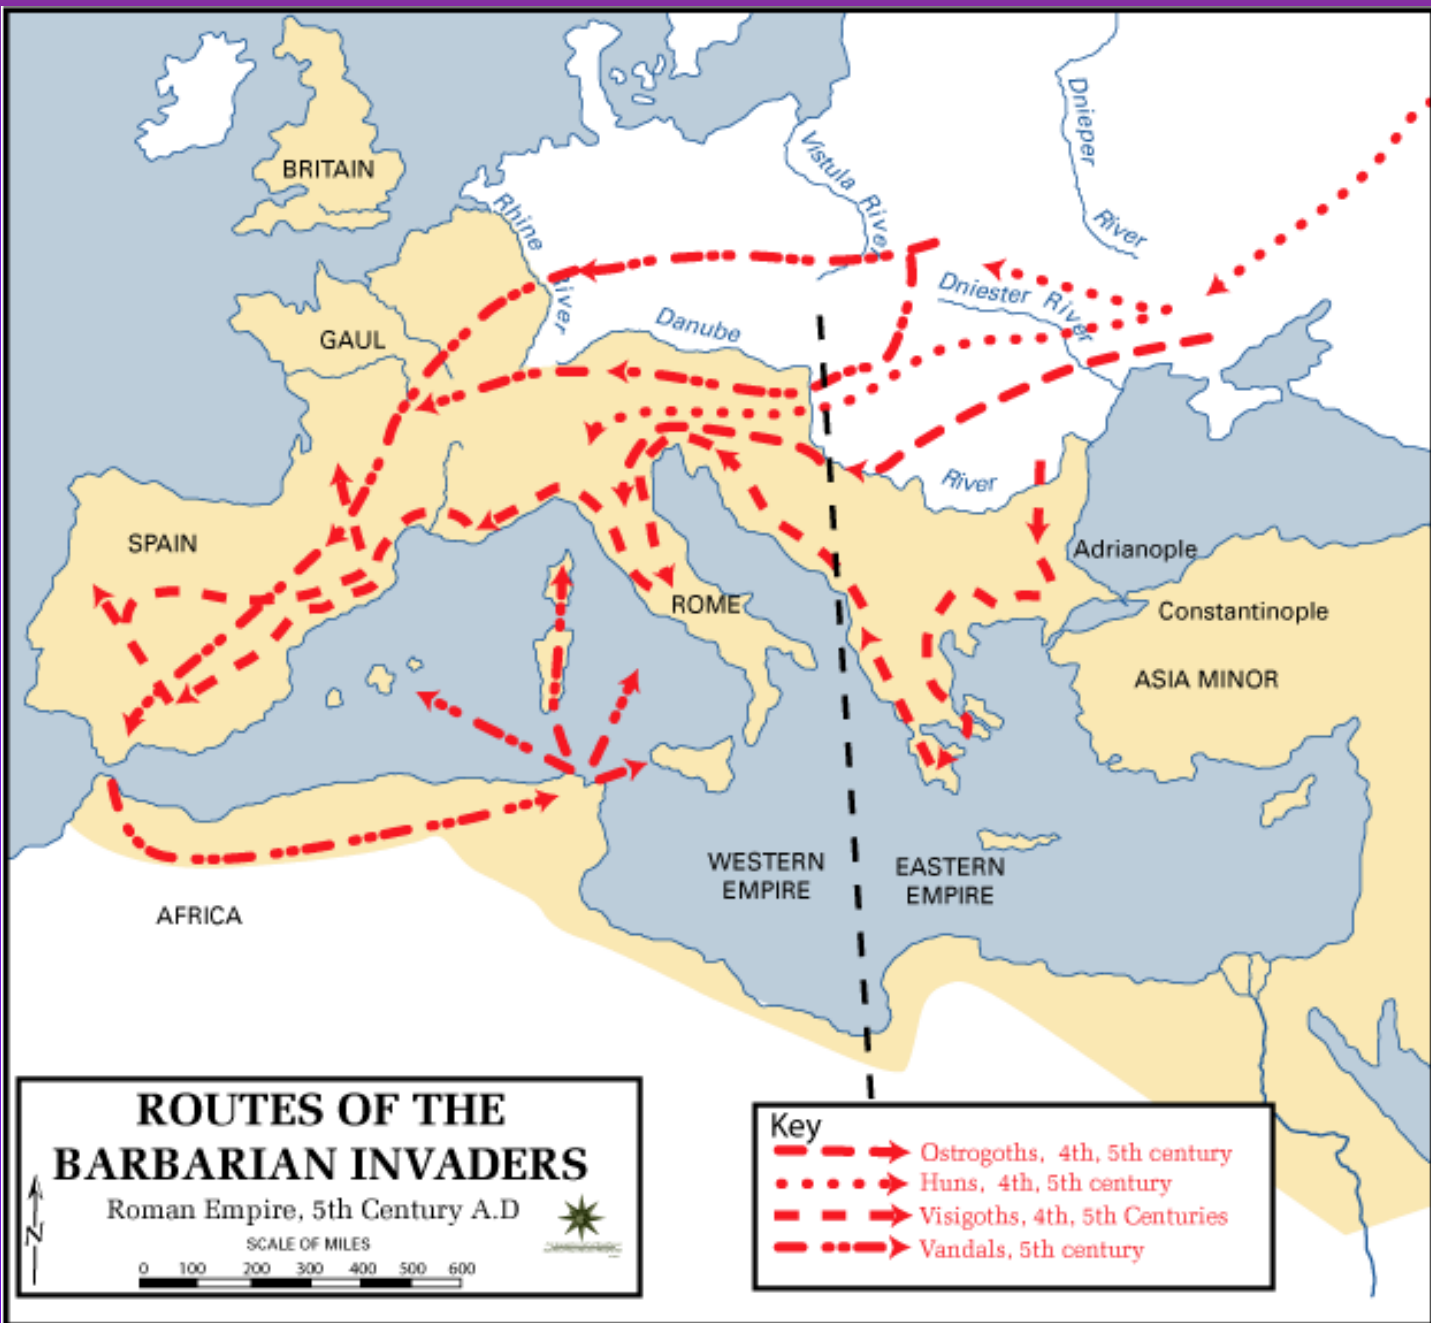 BRITAIN
Rhine
River
GAUL
Danube
Vistula River
Dnieper
River
Dniester River
River
SPAIN
ROME
Adrianople
Constantinople
ASIA MINOR
WESTERN
EMPIRE
EASTERN
EMPIRE
AFRICA
ROUTES OF THE
BARBARIAN INVADERS
Roman Empire, 5th Century A.D
SCALE OF MILES
0 100 200 300 400 500 600
N
Key
Ostrogoths, 4th, 5th century
Huns, 4th, 5th century
Visigoths, 4th, 5th Centuries
Vandals, 5th century